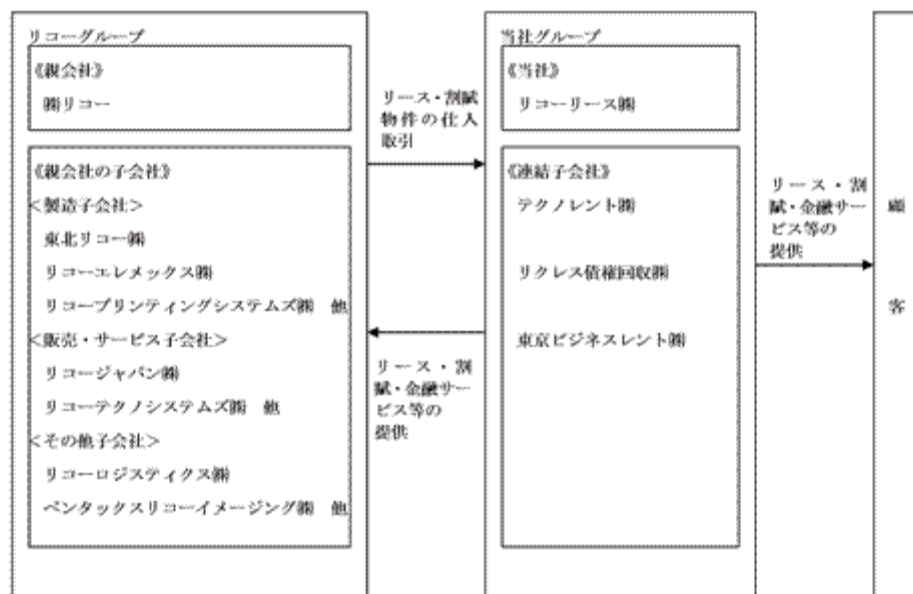 リコーグループ
《親会社》
㈱リコー
《親会社の子会社》
<製造子会社>
東北リコー㈱
リコーエレメックス㈱
リコープリンティングシステムズ㈱ 他
<販売・サービス子会社>
リコージャパン㈱
リコーテクノシステムズ㈱ 他
<その他子会社>
リコーロジスティクス㈱
ペンタックスリコーイメージング㈱ 他
リース・割賦
物件の仕入
取引
リース・割
賦・金融サー
ビス等の
提供
当社グループ
《当社》
リコーリース㈱
《連結子会社》
テクノレント㈱
リクレス債権回収㈱
東京ビジネスレント㈱
リース・割
賦・金融サー
ビス等の
提供
顧
客